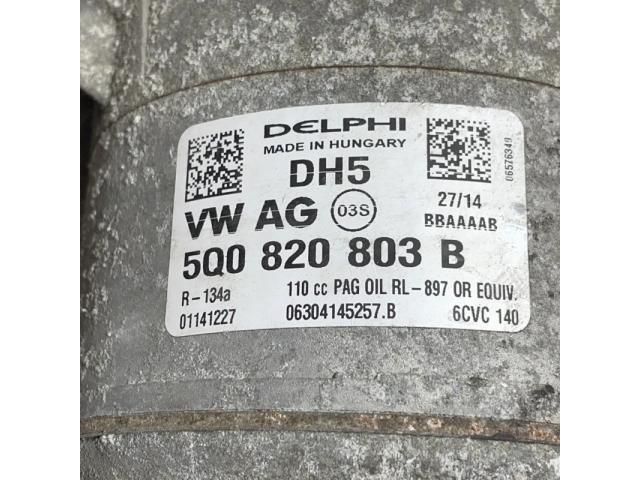 DELPHI
MADE IN HUNGARY
DH5
06576349
27/14
VW AG 03S
BBAAAAB
5Q0 820 803 B
R-134a 110 cc PAG OIL RL-897 OR EQUIV.
01141227 06304145257.B 6CVC 140